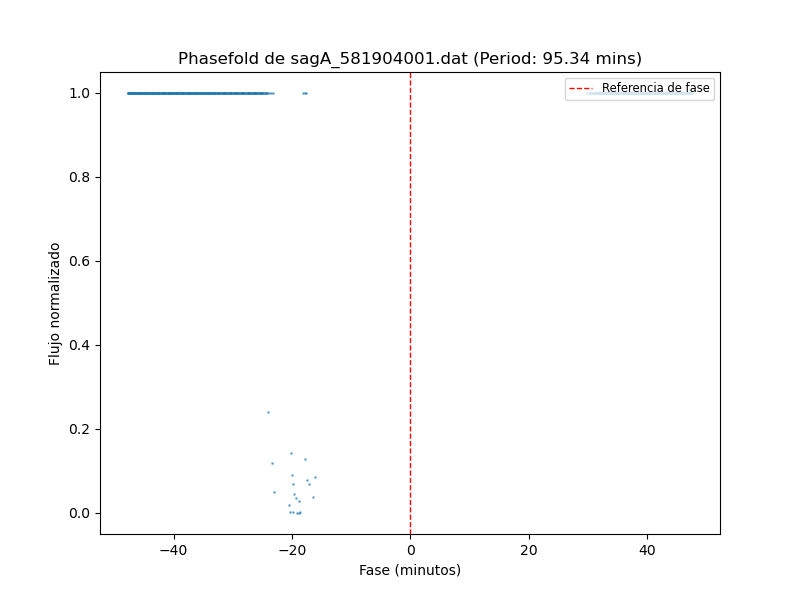 Phasefold de sagA_581904001.dat (Period: 95.34 mins)
Referencia de fase
Flujo normalizado
1.0
0.8
0.6
0.4
0.2
0.0
−40 −20 0 20 40
Fase (minutos)